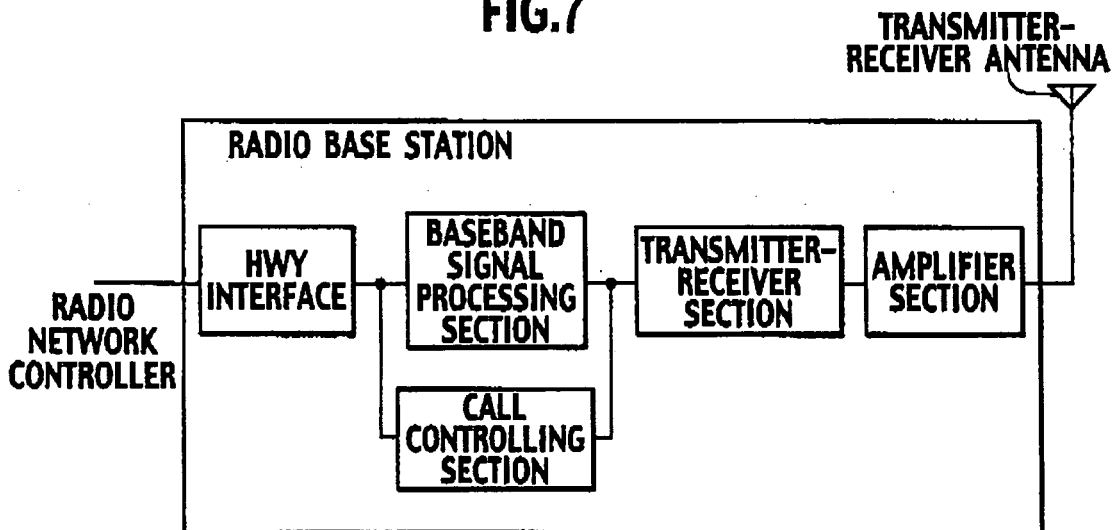 FIG.7
TRANSMITTER-
RECEIVER ANTENNA
RADIO BASE STATION
HWY
INTERFACE
BASEBAND
SIGNAL
PROCESSING
SECTION
TRANSMITTER-
RECEIVER
SECTION
AMPLIFIER
SECTION
RADIO
NETWORK
CONTROLLER
CALL
CONTROLLING
SECTION